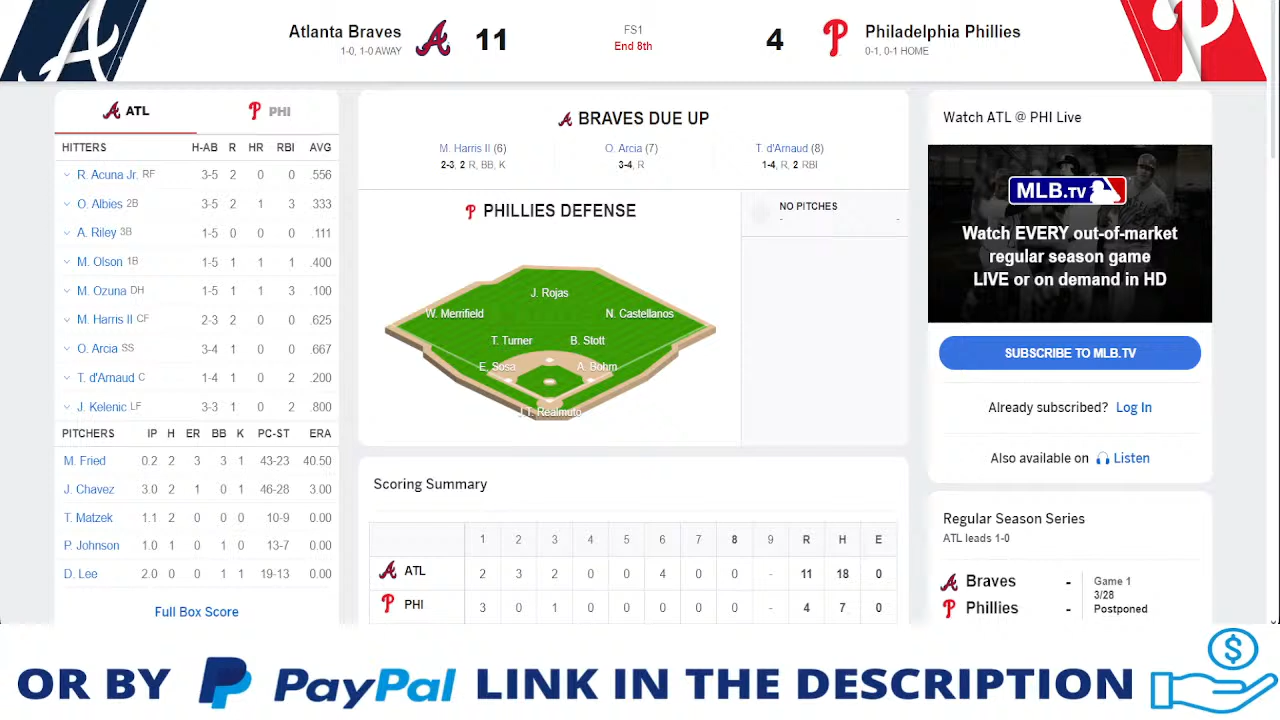 Atlanta Braves
1-0, 1-0 AWAY
11
FS1
End 8th
4
Philadelphia Phillies
0-1, 0-1 HOME
ATL PHI
HITTERS H-AB R HR RBI AVG
R. Acuna Jr. RF 3-5 2 0 0 .556
O. Albies 2B 3-5 2 1 3 .333
A. Riley 3B 1-5 0 0 0 .111
M. Olson 1B 1-5 1 1 1 .400
M. Ozuna DH 1-5 1 1 3 .100
M. Harris II CF 2-3 2 0 0 .625
O. Arcia SS 3-4 1 0 0 .667
T. d'Arnaud C 1-4 1 0 2 .200
J. Kelenic LF 3-3 1 0 2 .800
PITCHERS IP H ER BB K PC-ST ERA
M. Fried 0.2 2 3 3 1 43-23 40.50
J. Chavez 3.0 2 1 0 1 46-28 3.00
T. Matzek 1.1 2 0 0 0 10-9 0.00
P. Johnson 1.0 1 0 1 0 13-7 0.00
D. Lee 2.0 0 0 1 1 19-13 0.00
Full Box Score
BRAVES DUE UP
M. Harris II (6) O. Arcia (7) T. d'Arnaud (8)
2-3, 2 R, BB, K 3-4, R 1-4, R, 2 RBI
PHILLIES DEFENSE
NO PITCHES
- -
J. Rojas
W. Merrifield N. Castellanos
T. Turner B. Stott
E. Sosa A. Bohm
J.T. Realmuto
Scoring Summary
1 2 3 4 5 6 7 8 9 R H E
ATL 2 3 2 0 0 4 0 0 - 11 18 0
PHI 3 0 1 0 0 0 0 0 - 4 7 0
Watch ATL @ PHI Live
MLB.TV
Watch EVERY out-of-market
regular season game
LIVE or on demand in HD
SUBSCRIBE TO MLB.TV
Already subscribed? Log In
Also available on Listen
Regular Season Series
ATL leads 1-0
Braves - Game 1
3/28
Phillies - Postponed
OR BY PayPal LINK IN THE DESCRIPTION